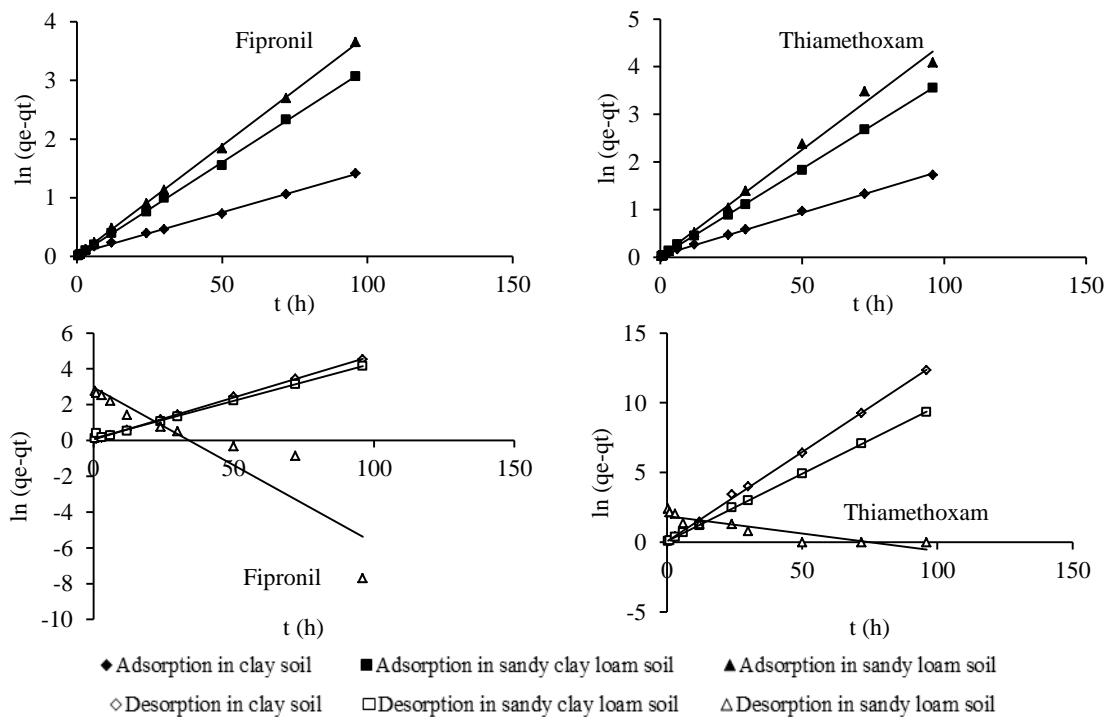 Fipronil
ln (qe-qt)
4
3
2
1
0
0 50 100 150
t (h)
Thiamethoxam
ln (qe-qt)
5
4
3
2
1
0
0 50 100 150
t (h)
ln (qe-qt)
6
4
2
0
-2
-4
-6
-8
-10
0 50 100 150
Fipronil
t (h)
ln (qe-qt)
15
10
5
0
-5
0 50 100 150
Thiamethoxam
t (h)
Adsorption in clay soil Adsorption in sandy clay loam soil Adsorption in sandy loam soil
Desorption in clay soil Desorption in sandy clay loam soil Desorption in sandy loam soil